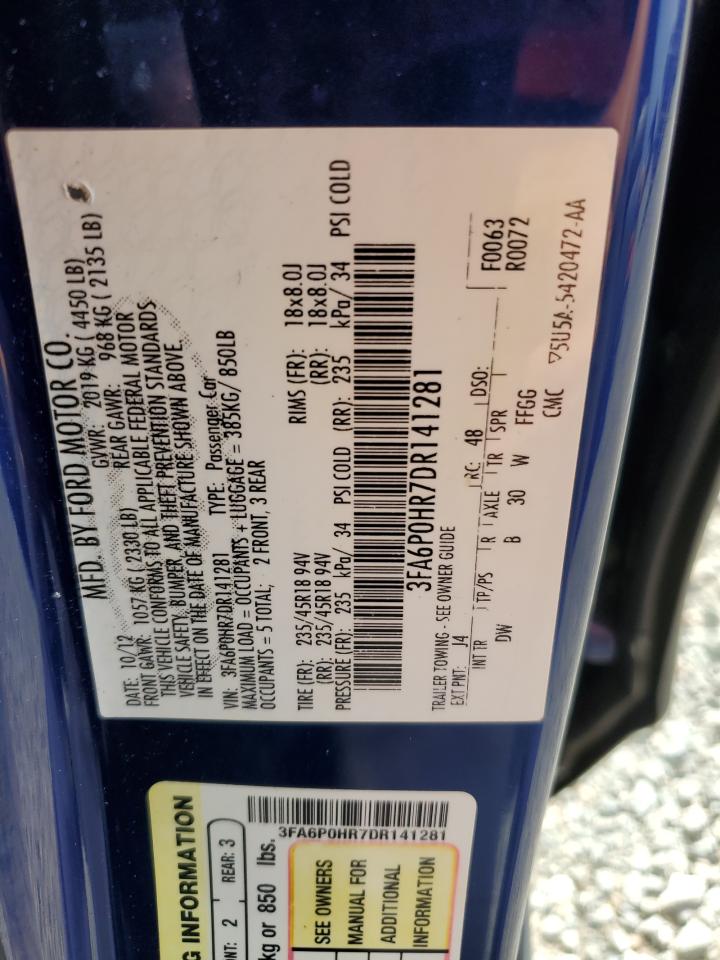 MFD. BY FORD MOTOR CO.
DATE: 10/12 GVWR: 2019 KG ( 4450 LB)
FRONT GAWR: 1057 KG ( 2330 LB) REAR GAWR: 968 KG ( 2135 LB)
THIS VEHICLE CONFORMS TO ALL APPLICABLE FEDERAL MOTOR
VEHICLE SAFETY, BUMPER, AND THEFT PREVENTION STANDARDS
IN EFFECT ON THE DATE OF MANUFACTURE SHOWN ABOVE.
VIN: 3FA6P0HR7DR141281 TYPE: Passenger Car
MAXIMUM LOAD = OCCUPANTS + LUGGAGE = 385KG/ 850LB
OCCUPANTS = 5 TOTAL; 2 FRONT, 3 REAR
TIRE (FR): 235/45R18 94V RIMS (FR): 18x8.0J
(RR): 235/45R18 94V (RR): 18x8.0J
PRESSURE (FR): 235 kPa/ 34 PSI COLD (RR): 235 kPa/ 34 PSI COLD
3FA6P0HR7DR141281
TRAILER TOWING - SEE OWNER GUIDE F0063
EXT PNT: J4 RC: 48 DSO: R0072
INT TR TP/PS R AXLE TR SPR
DW B 30 W FFGG
CMC ▽5U5A-5420472-AA
G INFORMATION
NT: 2 REAR: 3
kg or 850 lbs.
3FA6P0HR7DR141281
SEE OWNERS
MANUAL FOR
ADDITIONAL
INFORMATION